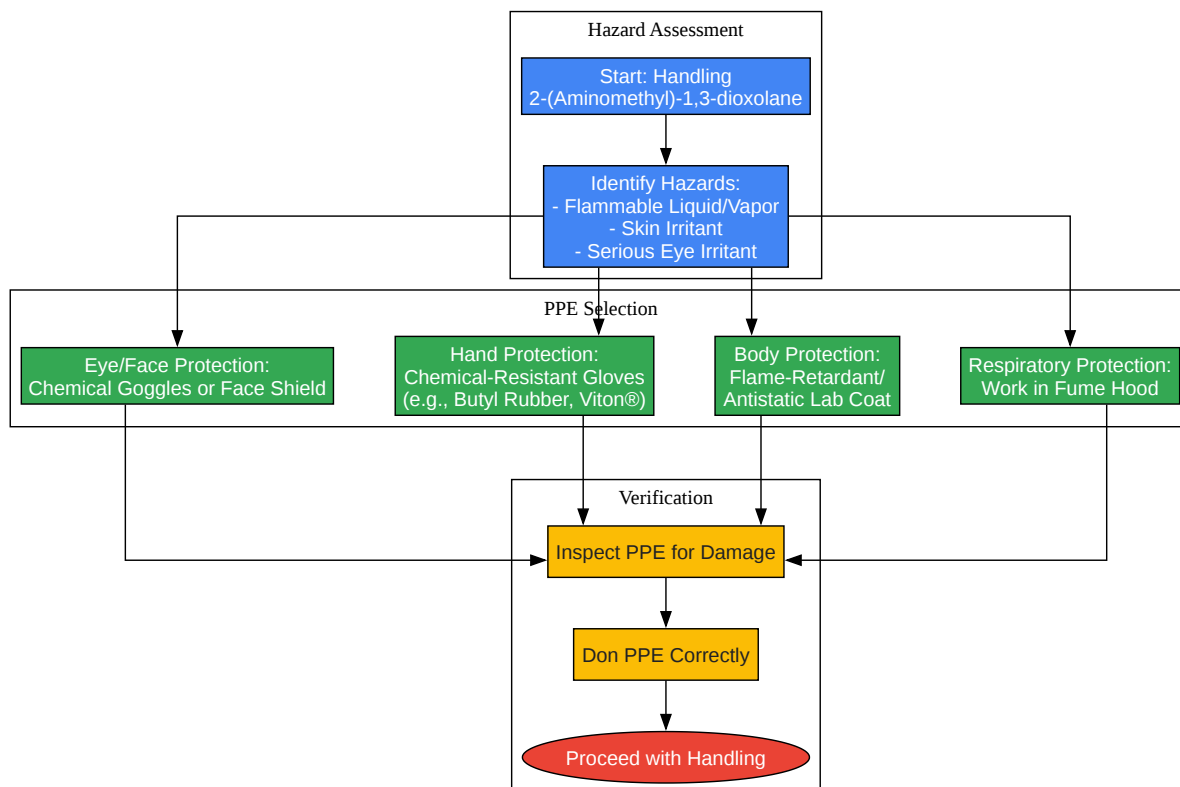 Hazard Assessment
Start: Handling
2-(Aminomethyl)-1,3-dioxolane
Identify Hazards:
- Flammable Liquid/Vapor
- Skin Irritant
- Serious Eye Irritant
PPE Selection
Eye/Face Protection:
Chemical Goggles or Face Shield
Hand Protection:
Chemical-Resistant Gloves
(e.g., Butyl Rubber, Viton®)
Body Protection:
Flame-Retardant/
Antistatic Lab Coat
Respiratory Protection:
Work in Fume Hood
Verification
Inspect PPE for Damage
Don PPE Correctly
Proceed with Handling